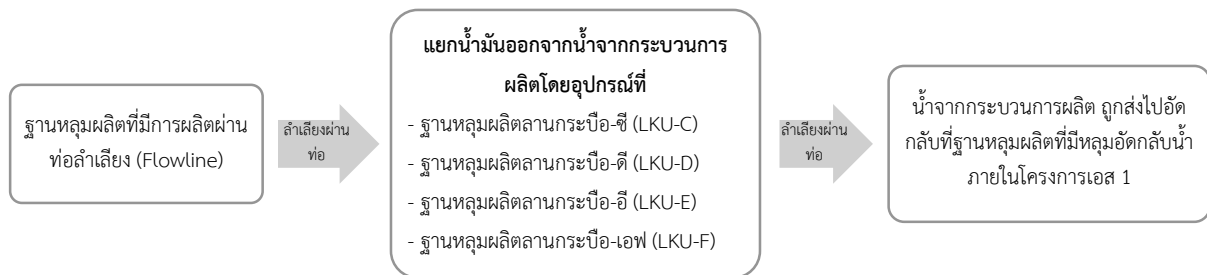 ฐานหลุมผลิตที่มีการผลิตผ่าน
ท่อลำเลียง (Flowline)
ลำเลียงผ่าน
ท่อ
แยกน้ำมันออกจากน้ำจากกระบวนการ
ผลิตโดยอุปกรณ์ที่
- ฐานหลุมผลิตลานกระบือ-ซี (LKU-C)
- ฐานหลุมผลิตลานกระบือ-ดี (LKU-D)
- ฐานหลุมผลิตลานกระบือ-อี (LKU-E)
- ฐานหลุมผลิตลานกระบือ-เอฟ (LKU-F)
ลำเลียงผ่าน
ท่อ
น้ำจากกระบวนการผลิต ถูกส่งไปอัด
กลับที่ฐานหลุมผลิตที่มีหลุมอัดกลับน้ำ
ภายในโครงการเอส 1